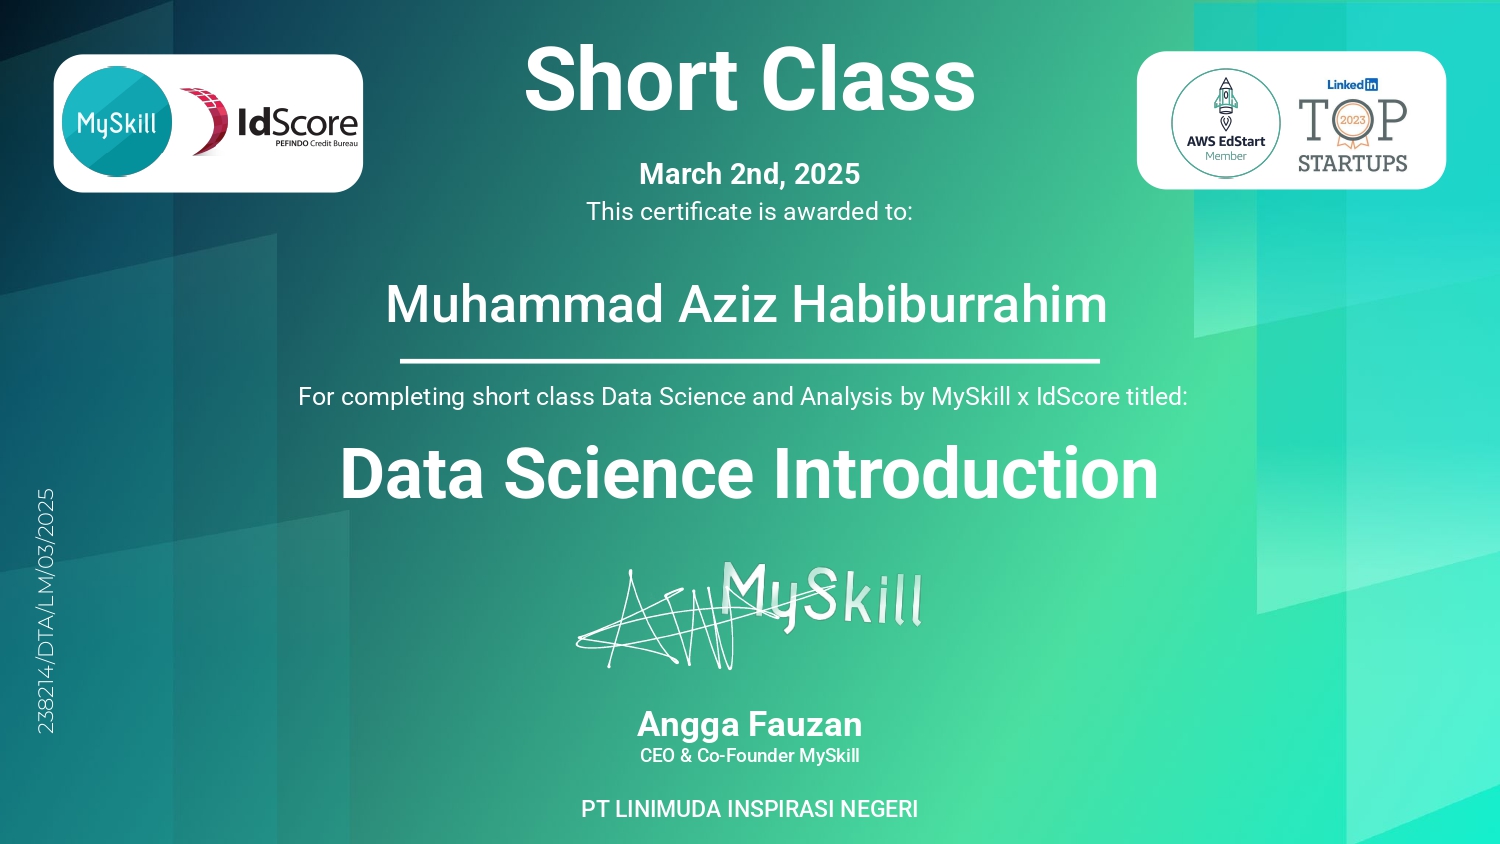 MySkill
IdScore
PEFINDO Credit Bureau
Short Class
AWS EdStart
Member
LinkedIn
TOP
2023
STARTUPS
March 2nd, 2025
This certificate is awarded to:
Muhammad Aziz Habiburrahim
For completing short class Data Science and Analysis by MySkill x IdScore titled:
Data Science Introduction
238214/DTA/LM/03/2025
MySkill
Angga Fauzan
CEO & Co-Founder MySkill
PT LINIMUDA INSPIRASI NEGERI